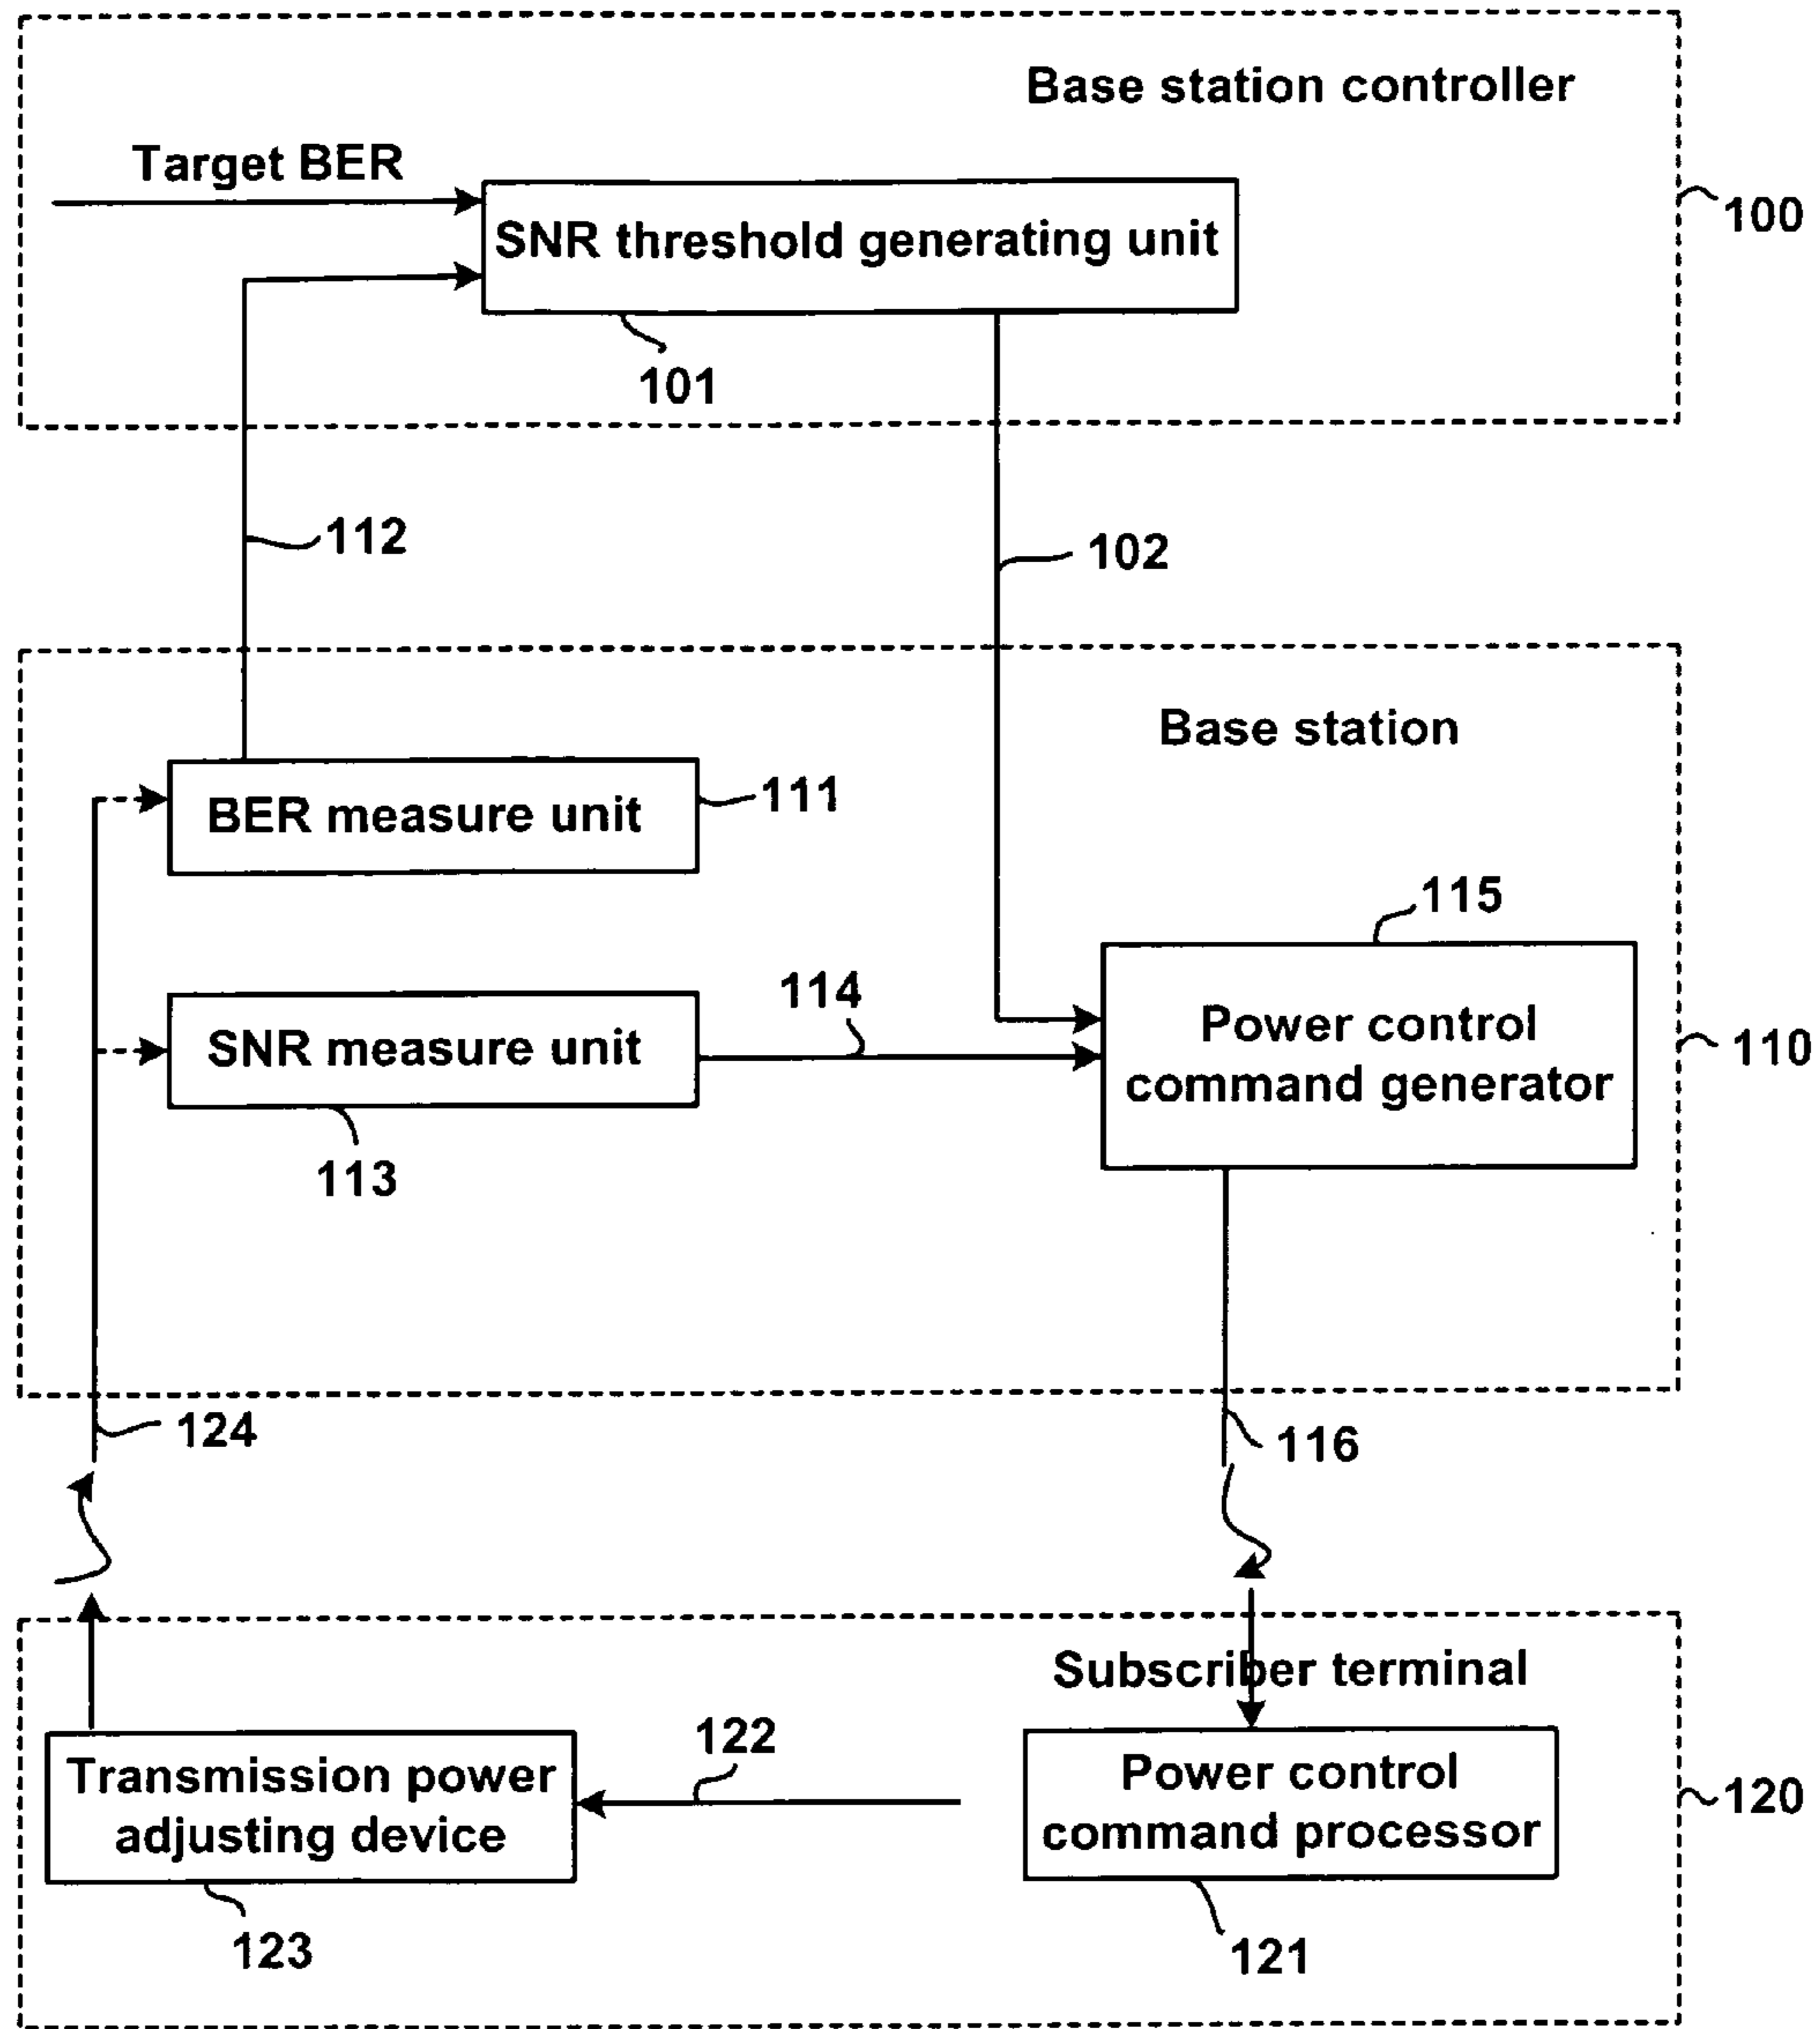 Base station controller
Target BER
SNR threshold generating unit
100
101
112
102
Base station
BER measure unit
111
115
114
SNR measure unit
Power control
command generator
110
113
124
116
Subscriber terminal
122
Transmission power
adjusting device
Power control
command processor
120
123
121